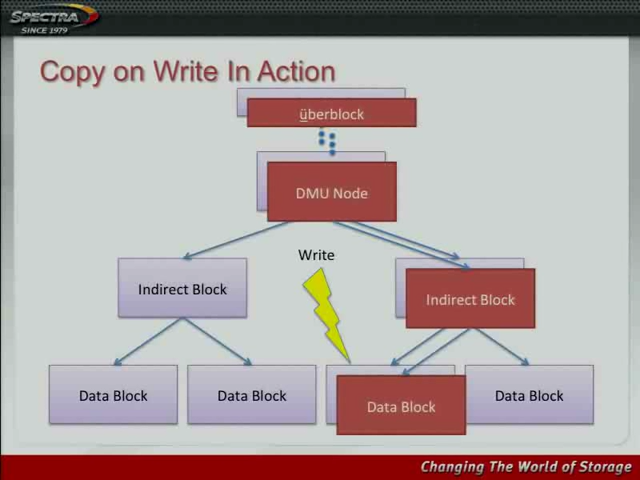 SPECTRA
SINCE 1979
Copy on Write In Action
überblock
DMU Node
Write
Indirect Block
Indirect Block
Data Block
Data Block
Data Block
Data Block
Changing The World of Storage